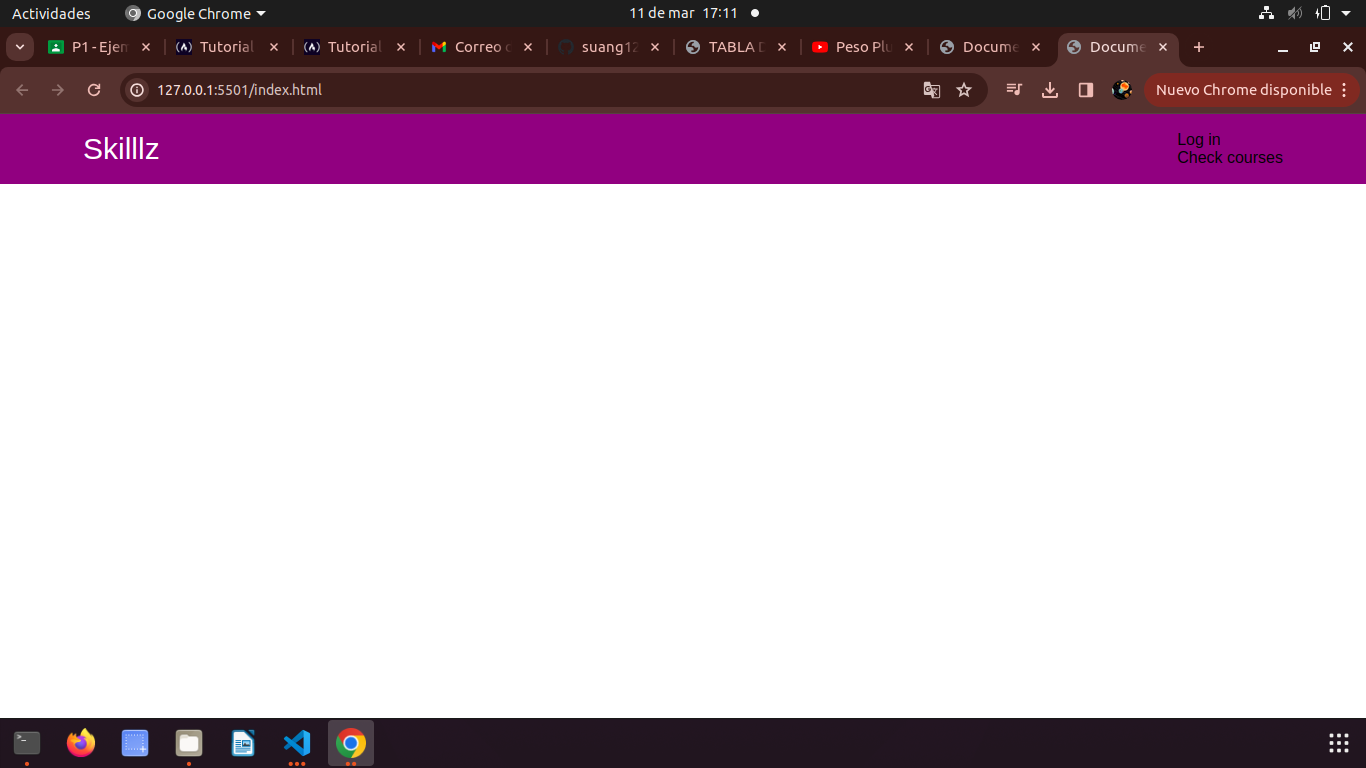 Actividades Google Chrome 11 de mar 17:11
P1 - Ejem Tutorial Tutorial Correo suang12 TABLA Peso Plu Docume Docume
127.0.0.1:5501/index.html Nuevo Chrome disponible
Skilllz
Log in
Check courses